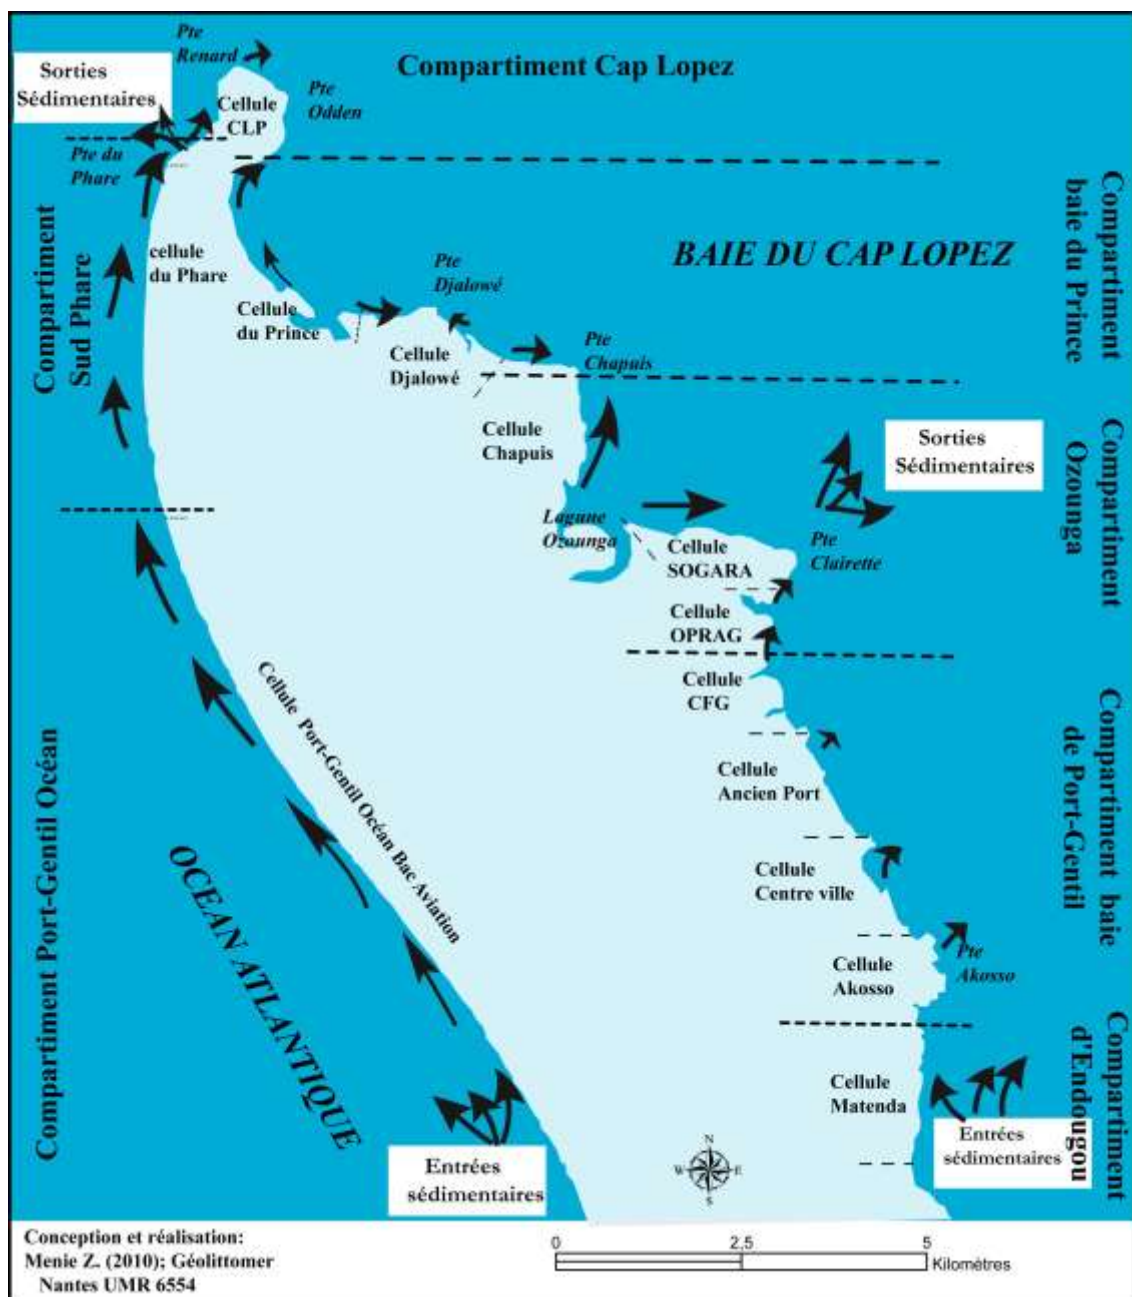 Pte
Renard
Compartiment Cap Lopez
Sorties
Sédimentaires
Pte
Odden
Cellule
CLP
Pte du
Phare
Compartiment
baie du Prince
Compartiment
Sud Phare
cellule
du Phare
BAIE DU CAP LOPEZ
Pte
Djalowé
Cellule
du Prince
Pte
Chapuis
Cellule
Djalowé
Cellule
Chapuis
Sorties
Sédimentaires
Compartiment
Ozounga
Lagune
Ozounga
Cellule
SOGARA
Pte
Clairette
Cellule
OPRAG
Cellule
CFG
Cellule Port-Gentil Océan Bac Aviation
Compartiment baie
de Port-Gentil
Compartiment Port-Gentil Océan
Cellule
Ancien Port
OCEAN ATLANTIQUE
Cellule
Centre ville
Pte
Akosso
Cellule
Akosso
Compartiment
d'Endougou
Cellule
Matenda
Entrées
sédimentaires
Entrées
sédimentaires
N
W E
S
Conception et réalisation:
Menie Z. (2010); Géolittomer
Nantes UMR 6554
0 2,5 5
Kilomètres